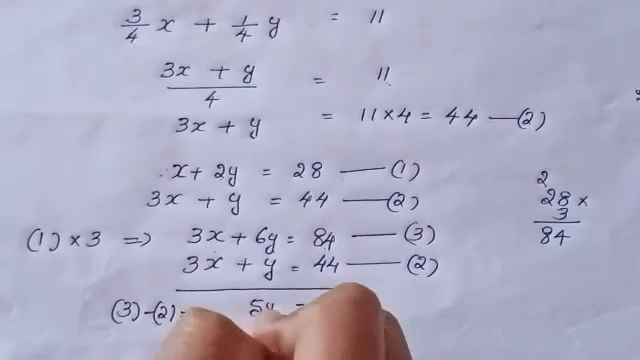 3/4 x + 1/4 y = 11
3x + y / 4 = 11
3x + y = 11 × 4 = 44 — (2)
x + 2y = 28 — (1)
3x + y = 44 — (2)
(1) × 3 ⇒ 3x + 6y = 84 — (3)
3x + y = 44 — (2)
(3) - (2) = 5y =
2
28 ×
3
84